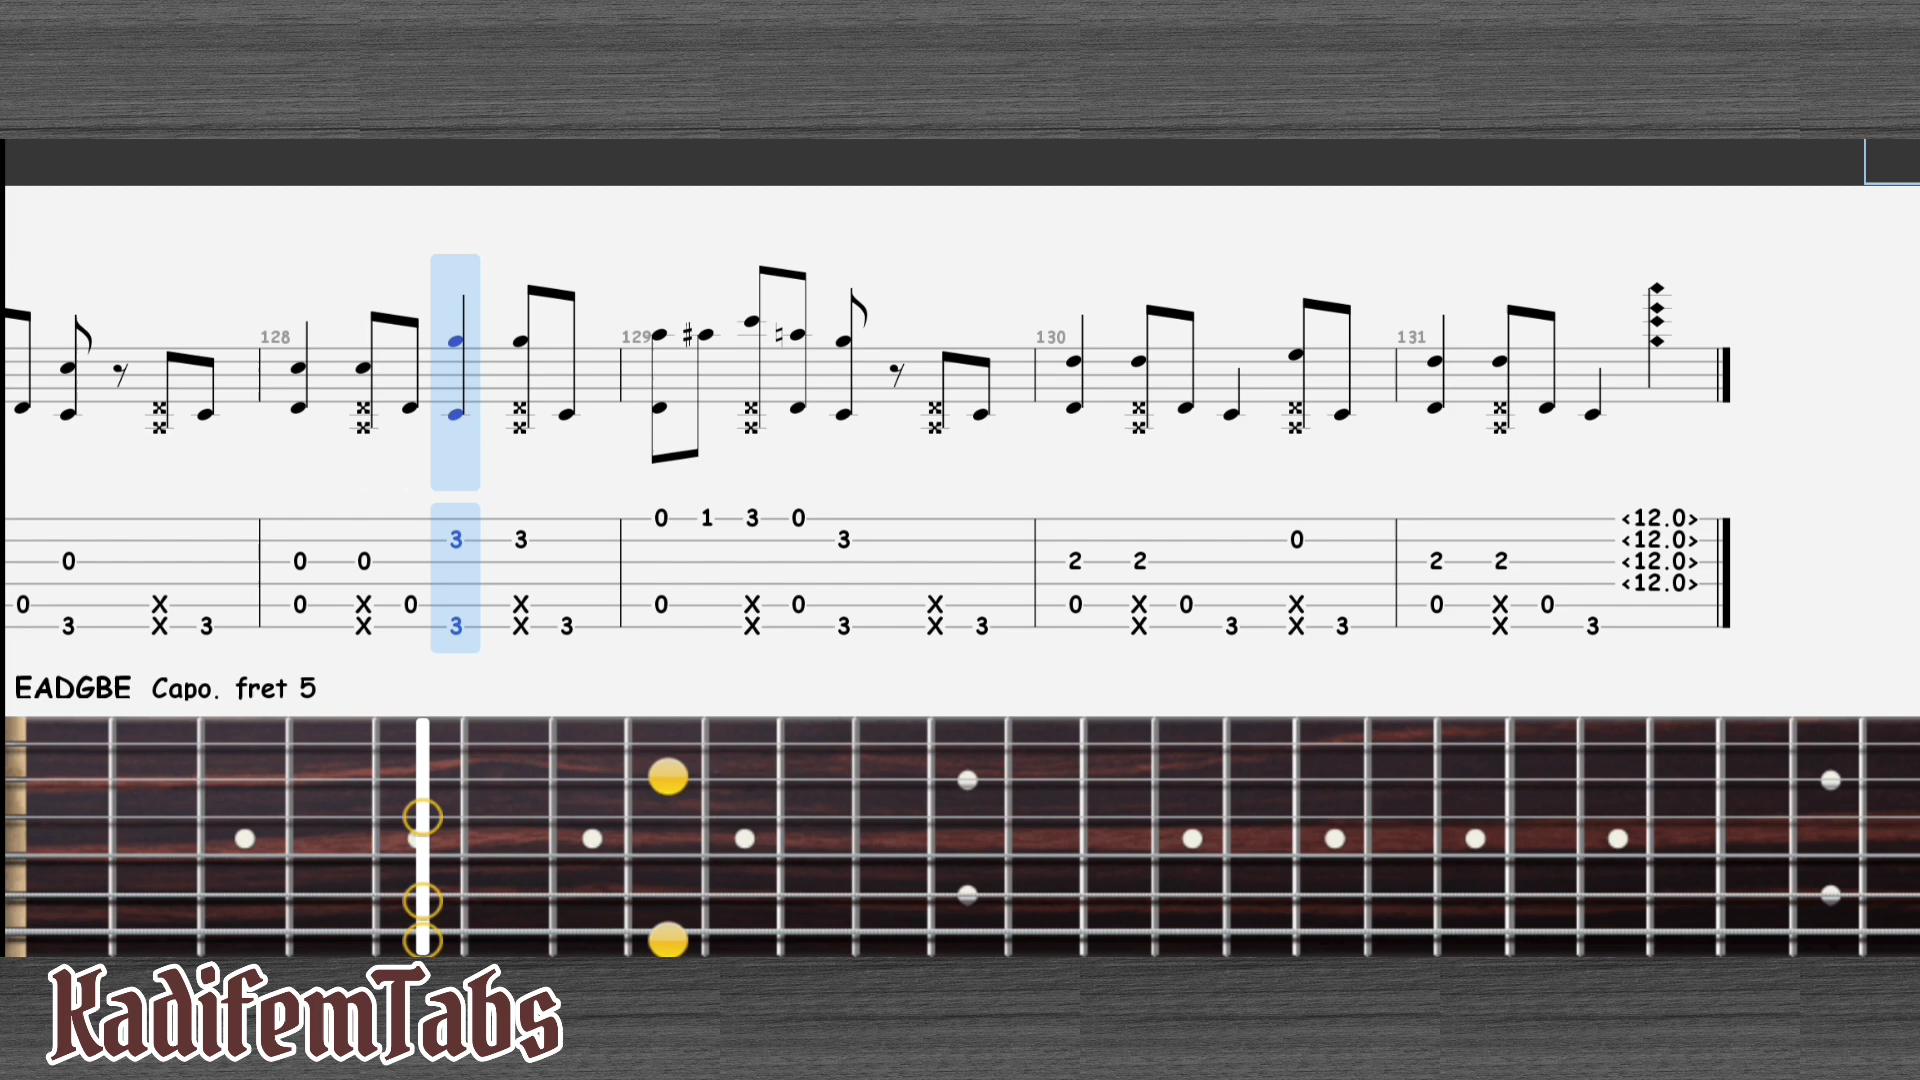 128 129 130 131
0 1 3 0 <12.0>
3 3 3 0 <12.0>
0 0 0 2 2 2 2 <12.0>
<12.0>
0 X 0 X 0 X 0 X 0 X 0 X 0 X 0
3 X 3 X 3 X 3 X 3 X 3 X 3 X 3 X 3 X 3
EADGBE Capo. fret 5
KadifemTabs